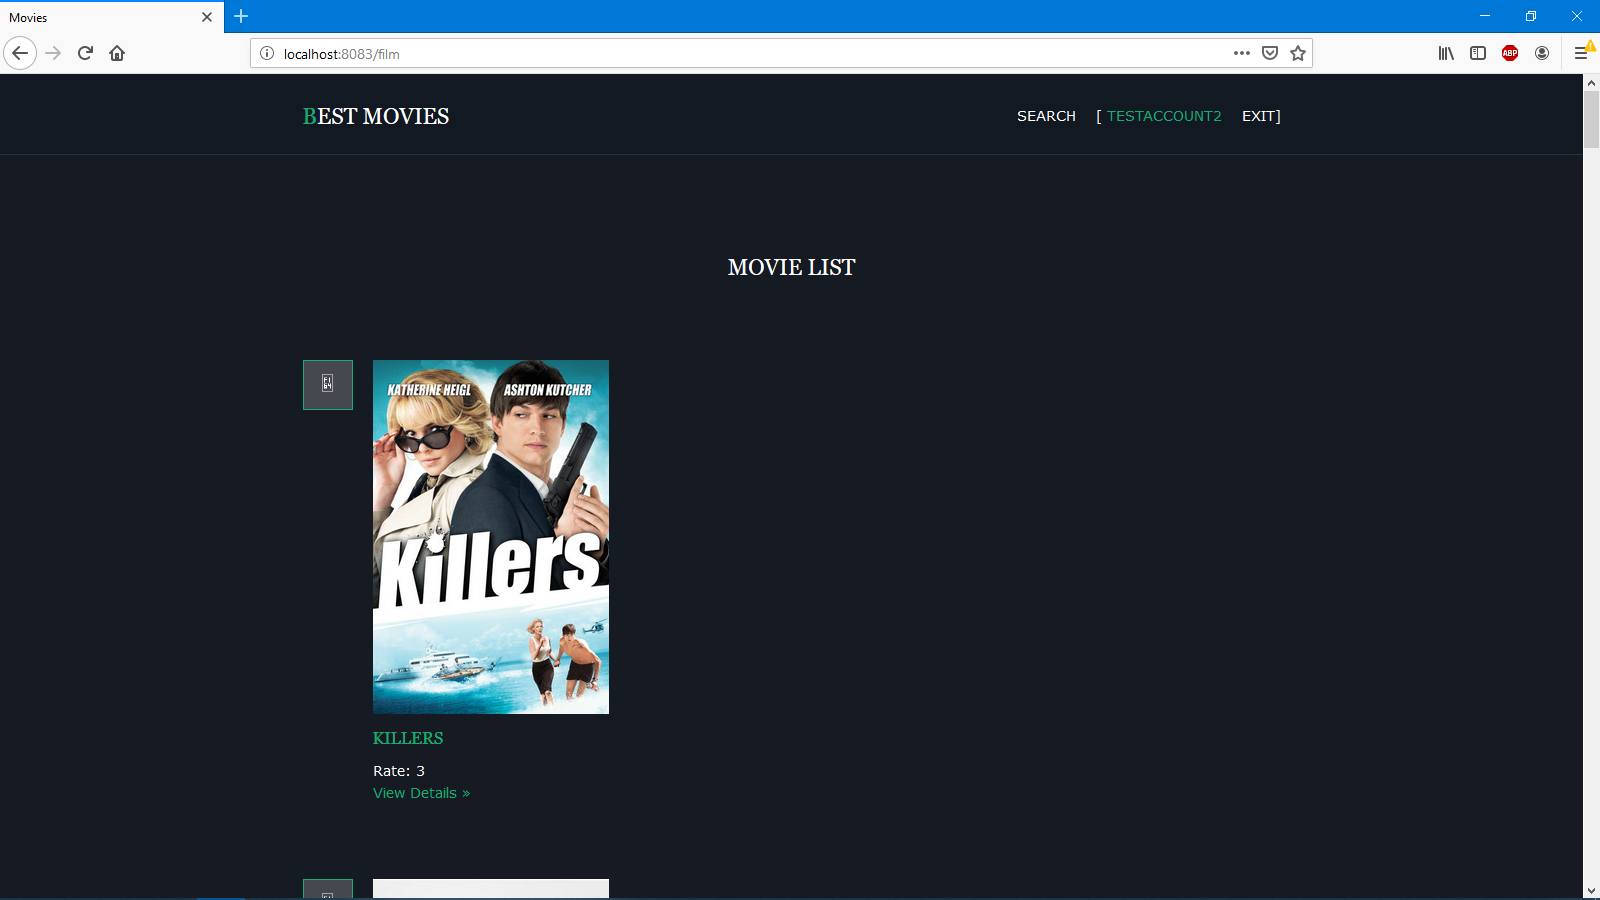 Movies
localhost:8083/film
ABP
BEST MOVIES
SEARCH [ TESTACCOUNT2 EXIT]
MOVIE LIST
KATHERINE HEIGL ASHTON KUTCHER
Killers
KILLERS
Rate: 3
View Details »